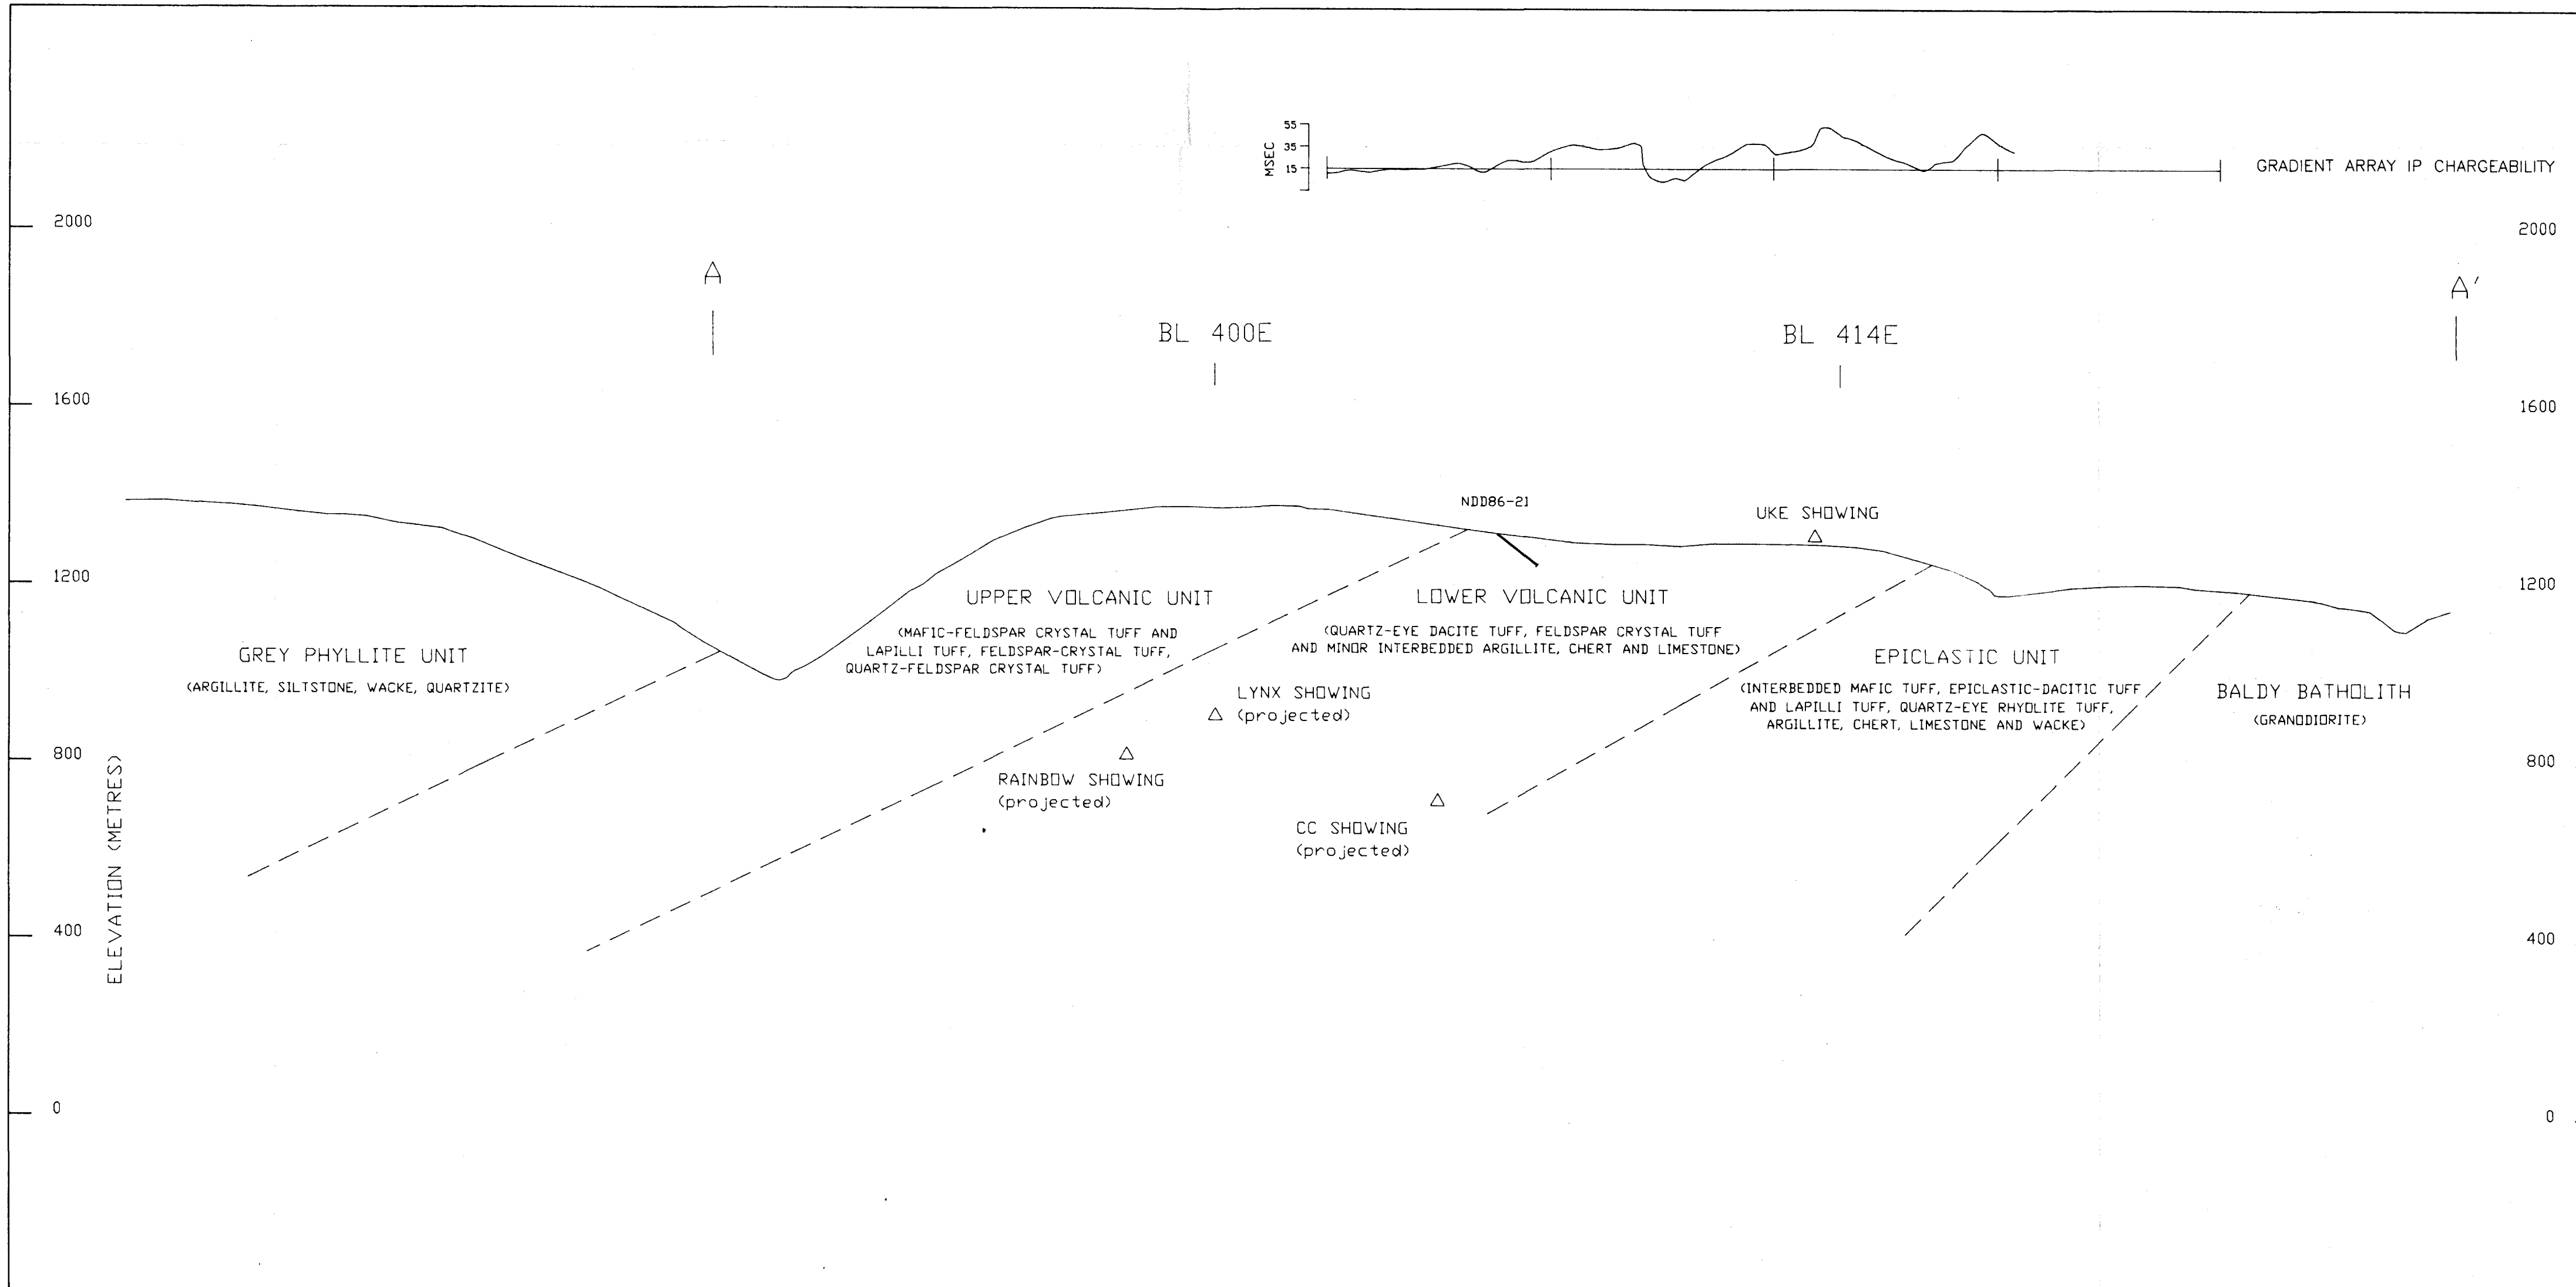 55
35
15
MSEC
GRADIENT ARRAY IP CHARGEABILITY
2000
2000
A
A'
BL 400E
BL 414E
1600
1600
NDD86-21
UKE SHOWING
1200
1200
UPPER VOLCANIC UNIT
(MAFIC-FELDSPAR CRYSTAL TUFF AND
LAPILLI TUFF, FELDSPAR-CRYSTAL TUFF,
QUARTZ-FELDSPAR CRYSTAL TUFF)
LOWER VOLCANIC UNIT
(QUARTZ-EYE DACITE TUFF, FELDSPAR CRYSTAL TUFF
AND MINOR INTERBEDDED ARGILLITE, CHERT AND LIMESTONE)
GREY PHYLLITE UNIT
(ARGILLITE, SILTSTONE, WACKE, QUARTZITE)
EPICLASTIC UNIT
(INTERBEDDED MAFIC TUFF, EPICLASTIC-DACITIC TUFF
AND LAPILLI TUFF, QUARTZ-EYE RHYOLITE TUFF,
ARGILLITE, CHERT, LIMESTONE AND WACKE)
BALDY BATHOLITH
(GRANODIORITE)
LYNX SHOWING
(projected)
RAINBOW SHOWING
(projected)
CC SHOWING
(projected)
800
800
ELEVATION (METRES)
400
400
0
0